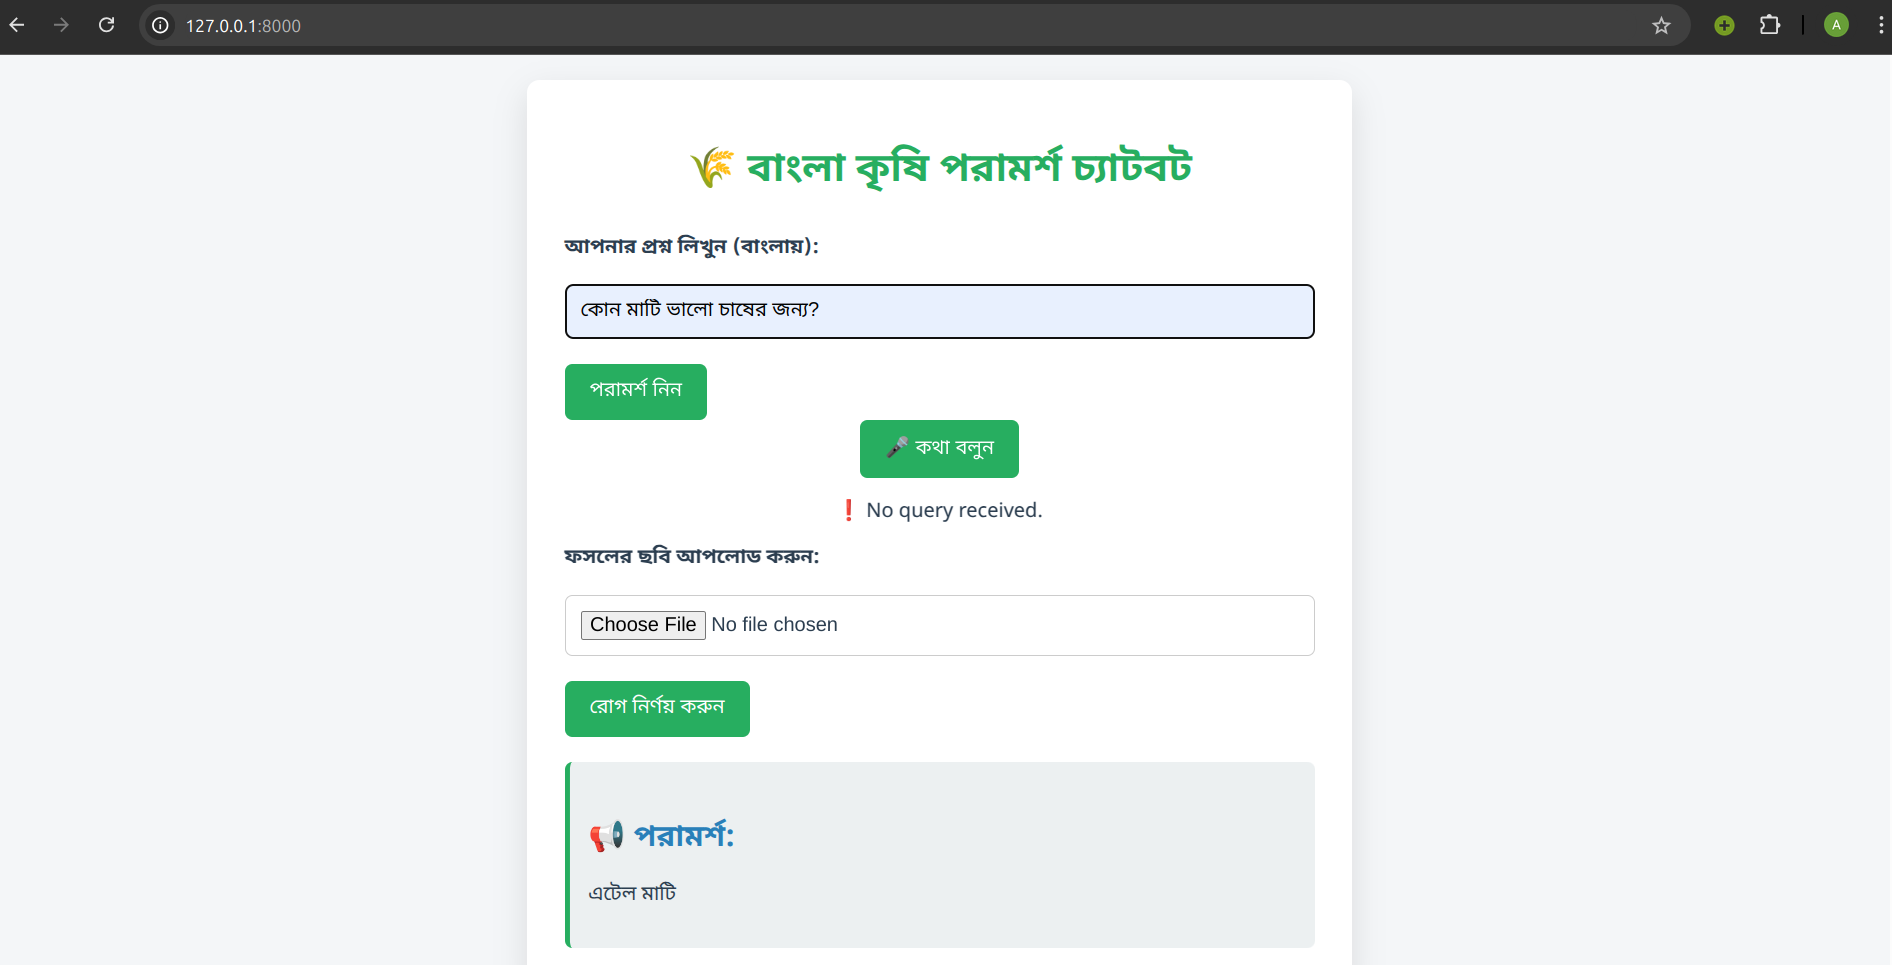 127.0.0.1:8000
A
🌾 বাংলা কৃষি পরামর্শ চ্যাটবট
আপনার প্রশ্ন লিখুন (বাংলায়):
কোন মাটি ভালো চাষের জন্য?
পরামর্শ নিন
🎤 কথা বলুন
❗ No query received.
ফসলের ছবি আপলোড করুন:
Choose File No file chosen
রোগ নির্ণয় করুন
📢 পরামর্শ:
এটেল মাটি